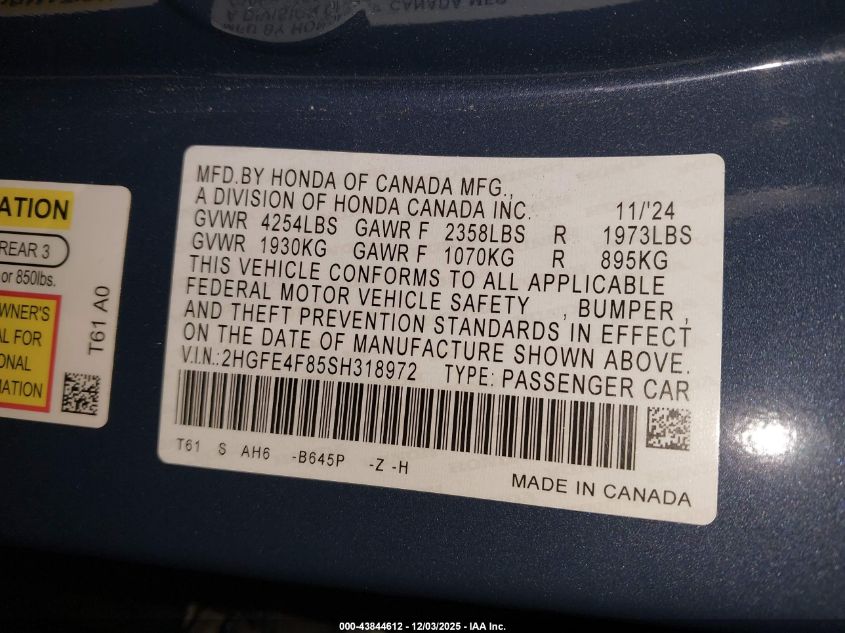 MFD.BY HONDA OF CANADA MFG.,
A DIVISION OF HONDA CANADA INC. 11/'24
GVWR 4254LBS GAWR F 2358LBS R 1973LBS
GVWR 1930KG GAWR F 1070KG R 895KG
THIS VEHICLE CONFORMS TO ALL APPLICABLE
FEDERAL MOTOR VEHICLE SAFETY , BUMPER ,
AND THEFT PREVENTION STANDARDS IN EFFECT
ON THE DATE OF MANUFACTURE SHOWN ABOVE.
V.I.N.:2HGFE4F85SH318972 TYPE: PASSENGER CAR
T61 S AH6 -B645P -Z -H
MADE IN CANADA
ATION
REAR 3
or 850lbs.
WNER'S
AL FOR
ONAL
MATION
T61 A0
000-43844612 - 12/03/2025 - IAA Inc.